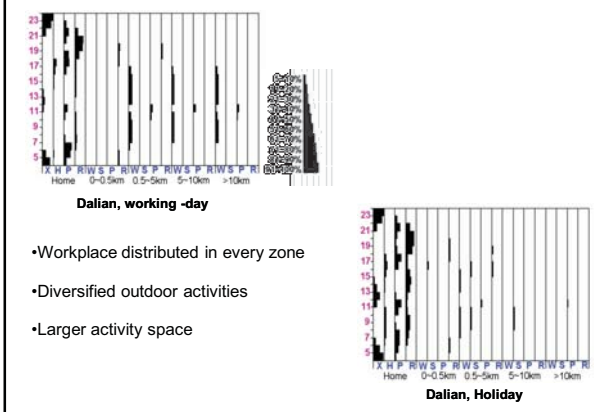 23
21
19
17
15
13
11
9
7
5
X H P R W S P R W S P R W S P R W S P R
Home 0~0.5km 0.5~5km 5~10km >10km
Dalian, working -day
•Workplace distributed in every zone
•Diversified outdoor activities
•Larger activity space
23
21
19
17
15
13
11
9
7
5
X H P R W S P R W S P R W S P R W S P R
Home 0~0.5km 0.5~5km 5~10km >10km
Dalian, Holiday